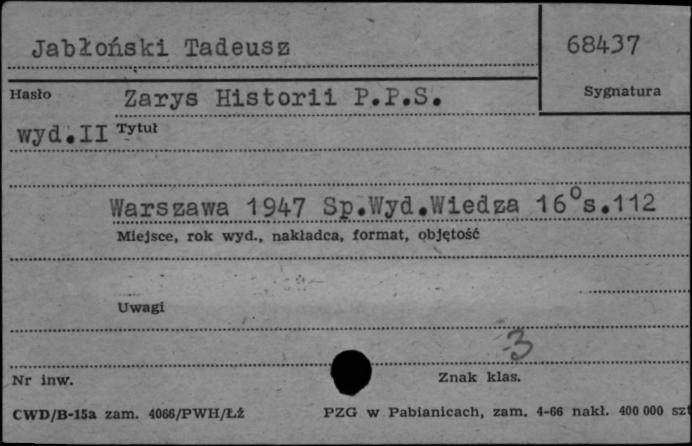 Jabłoński Tadeusz
68437
Hasło
Zarys Historii P.P.S.
Sygnatura
wyd.II Tytuł
Warszawa 1947 Sp.Wyd.Wiedza 16°s.112
Miejsce, rok wyd., nakładca, format, objętość
Uwagi
3
Nr inw.
Znak klas.
CWD/B-15a zam. 4066/PWH/Łź
PZG w Pabianicach, zam. 4-66 nakł. 400 000 szt